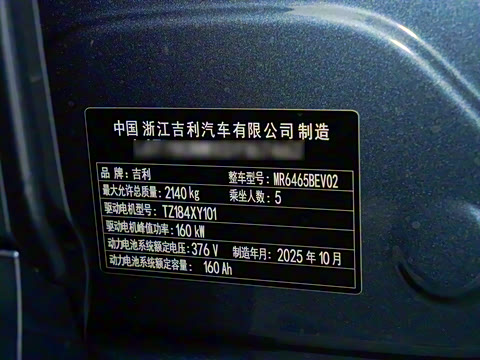 中国 浙江吉利汽车有限公司 制造
品 牌:吉利 整车型号:MR6465BEV02
最大允许总质量:2140 kg 乘坐人数:5
驱动电机型号:TZ184XY101
驱动电机峰值功率:160 kW
动力电池系统额定电压:376 V 制造年月:2025 年 10 月
动力电池系统额定容量: 160 Ah